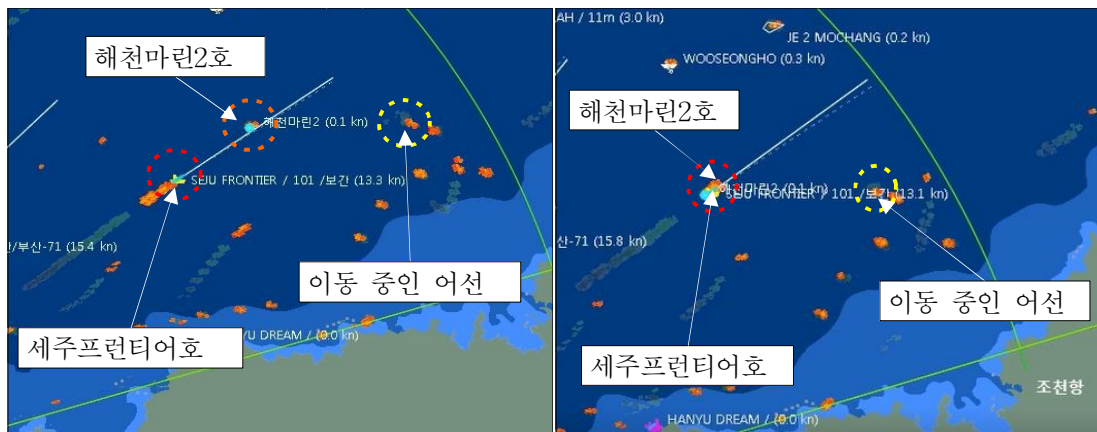 해천마린2호
해천마린2 (0.1 kn)
SEJU FRONTIER / 101 /보간 (13.3 kn)
/부산-71 (15.4 kn)
이동 중인 어선
세주프런티어호
U DREAM / (0.0 kn)
AH / 11m (3.0 kn)
JE 2 MOCHANG (0.2 kn)
WOOSEONGHO (0.3 kn)
해천마린2호
해천마린2 (0.1 kn)
SEJU FRONTIER / 101 /보간 (13.1 kn)
산-71 (15.8 kn)
이동 중인 어선
세주프런티어호
조천항
HANYU DREAM / (0.0 kn)